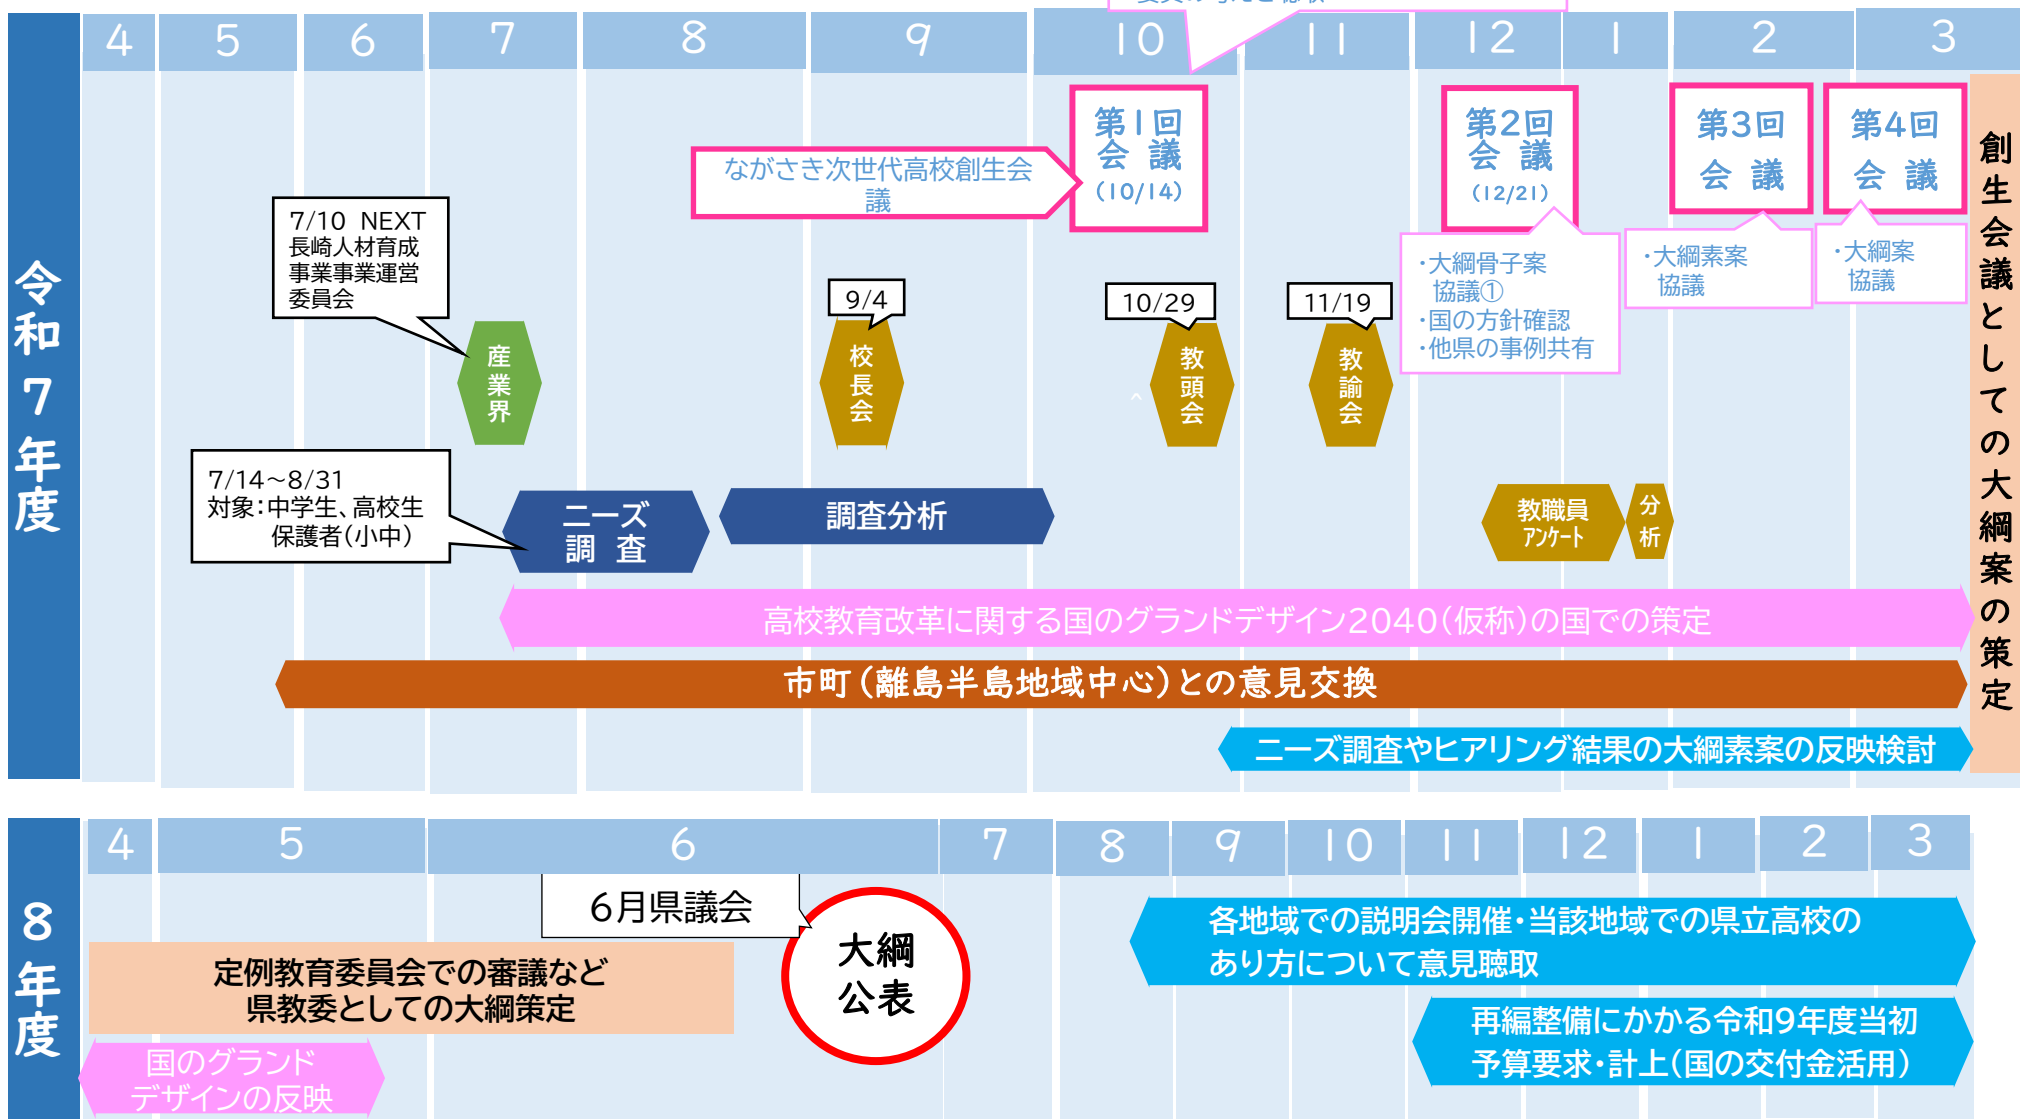 4 5 6 7 8 9 10 11 12 1 2 3
令和7年度
第1回
会 議
(10/14)
第2回
会 議
(12/21)
第3回
会 議
第4回
会 議
ながさき次世代高校創生会
議
・大綱骨子案
協議①
・国の方針確認
・他県の事例共有
・大綱素案
協議
・大綱案
協議
創生会議としての大綱案の策定
7/10 NEXT
長崎人材育成
事業事業運営
委員会
産業界
9/4
校長会
10/29
教頭会
11/19
教諭会
7/14~8/31
対象:中学生、高校生
保護者(小中)
ニーズ
調 査
調査分析
教職員
アンケート
分析
高校教育改革に関する国のグランドデザイン2040(仮称)の国での策定
市町(離島半島地域中心)との意見交換
ニーズ調査やヒアリング結果の大綱素案の反映検討
8年度
4 5 6 7 8 9 10 11 12 1 2 3
6月県議会
大綱
公表
定例教育委員会での審議など
県教委としての大綱策定
国のグランド
デザインの反映
各地域での説明会開催・当該地域での県立高校の
あり方について意見聴取
再編整備にかかる令和9年度当初
予算要求・計上(国の交付金活用)